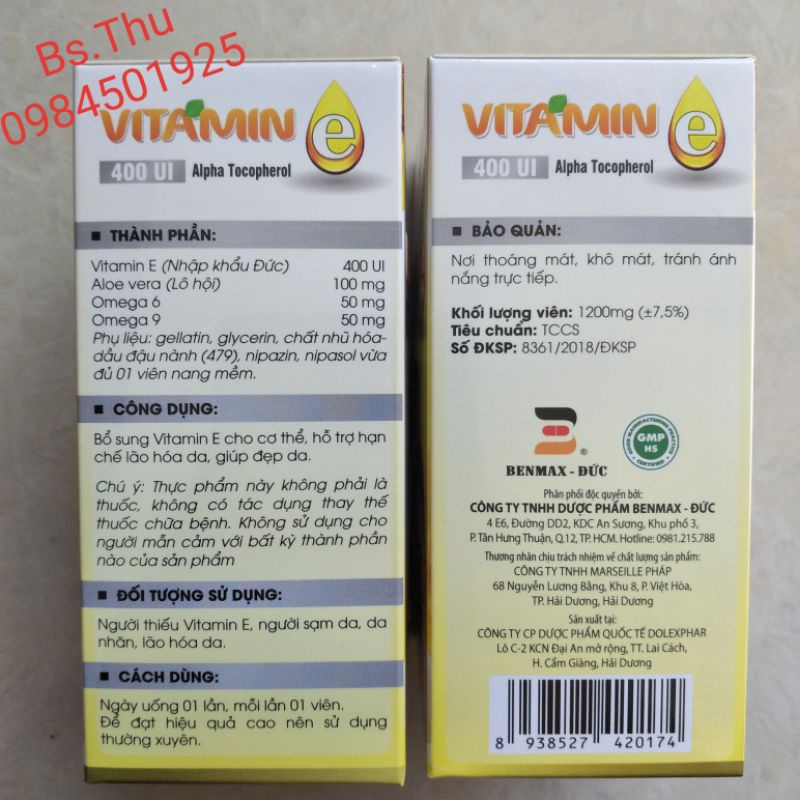 Bs.Thu
0984501925
VITAMIN e
400 UI Alpha Tocopherol
THÀNH PHẦN:
Vitamin E (Nhập khẩu Đức) 400 UI
Aloe vera (Lô hội) 100 mg
Omega 6 50 mg
Omega 9 50 mg
Phụ liệu: gellatin, glycerin, chất nhũ hóa-
dầu đậu nành (479), nipazin, nipasol vừa
đủ 01 viên nang mềm.
CÔNG DỤNG:
Bổ sung Vitamin E cho cơ thể, hỗ trợ hạn
chế lão hóa da, giúp đẹp da.
Chú ý: Thực phẩm này không phải là
thuốc, không có tác dụng thay thế
thuốc chữa bệnh. Không sử dụng cho
người mẫn cảm với bất kỳ thành phần
nào của sản phẩm
ĐỐI TƯỢNG SỬ DỤNG:
Người thiếu Vitamin E, người sạm da, da
nhăn, lão hóa da.
CÁCH DÙNG:
Ngày uống 01 lần, mỗi lần 01 viên.
Để đạt hiệu quả cao nên sử dụng
thường xuyên.
VITAMIN e
400 UI Alpha Tocopherol
BẢO QUẢN:
Nơi thoáng mát, khô mát, tránh ánh
nắng trực tiếp.
Khối lượng viên: 1200mg (±7,5%)
Tiêu chuẩn: TCCS
Số ĐKSP: 8361/2018/ĐKSP
BENMAX - ĐỨC
®
GOOD MANUFACTURING PRACTICE
GMP
HS
CERTIFIED
Phân phối độc quyền bởi:
CÔNG TY TNHH DƯỢC PHẨM BENMAX - ĐỨC
4 E6, Đường DD2, KDC An Sương, Khu phố 3,
P.Tân Hưng Thuận, Q.12, TP. HCM. Hotline: 0981.215.788
Thương nhân chịu trách nhiệm về chất lượng sản phẩm:
CÔNG TY TNHH MARSEILLE PHÁP
68 Nguyễn Lương Bằng, Khu 8, P. Việt Hòa,
TP. Hải Dương, Hải Dương
Sản xuất tại:
CÔNG TY CP DƯỢC PHẨM QUỐC TẾ DOLEXPHAR
Lô C-2 KCN Đại An mở rộng, TT. Lai Cách,
H. Cẩm Giàng, Hải Dương
8 938527 420174